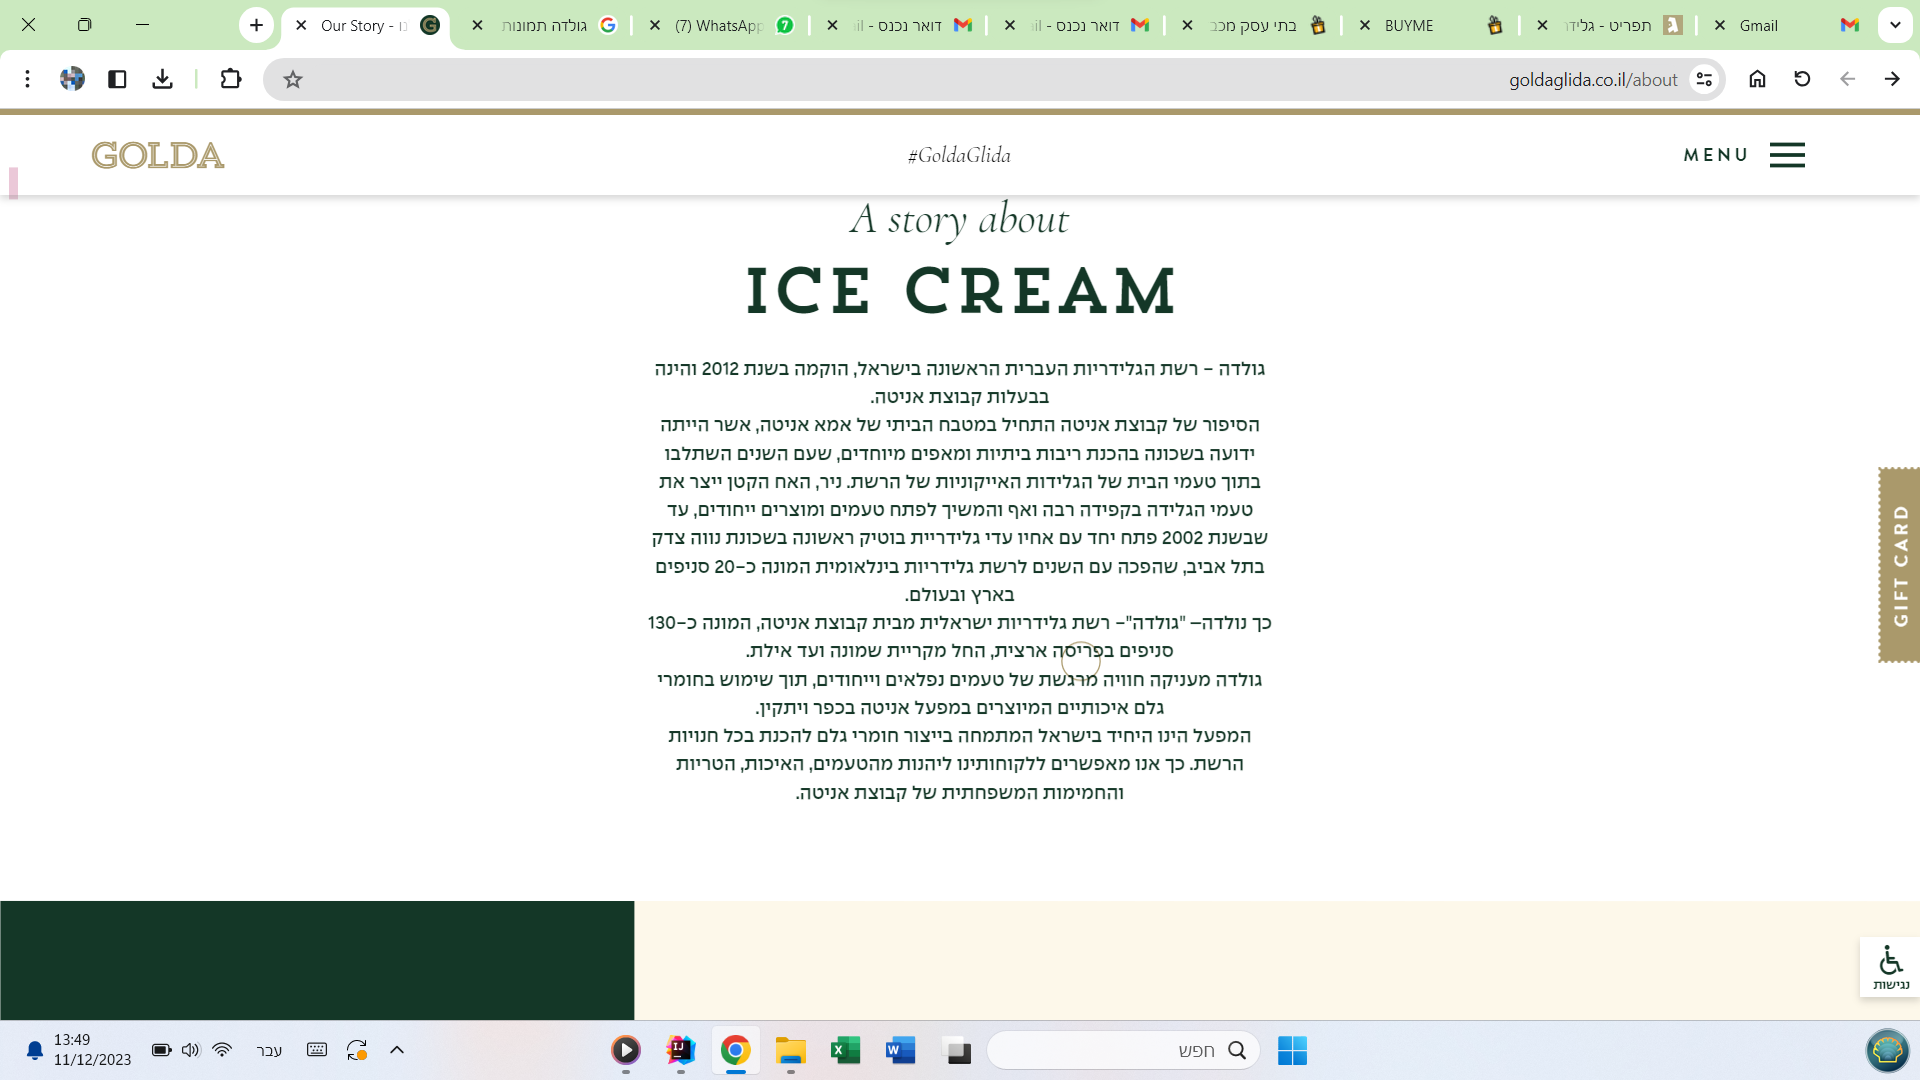 Our Story -
גולדה תמונות
(7) WhatsApp
דואר נכנס -
דואר נכנס -
בתי עסק מכב
BUYME
תפריט - גליד
Gmail
goldaglida.co.il/about
GOLDA
#GoldaGlida
MENU
A story about
ICE CREAM
גולדה – רשת הגלידריות העברית הראשונה בישראל, הוקמה בשנת 2012 והינה
בבעלות קבוצת אניטה.
הסיפור של קבוצת אניטה התחיל במטבח הביתי של אמא אניטה, אשר הייתה
ידועה בשכונה בהכנת ריבות ביתיות ומאפים מיוחדים, שעם השנים השתלבו
בתוך טעמי הבית של הגלידות האייקוניות של הרשת. ניר, האח הקטן ייצר את
טעמי הגלידה בקפידה רבה ואף והמשיך לפתח טעמים ומוצרים ייחודים, עד
שבשנת 2002 פתח יחד עם אחיו עדי גלידריית בוטיק ראשונה בשכונת נווה צדק
בתל אביב, שהפכה עם השנים לרשת גלידריות בינלאומית המונה כ–20 סניפים
בארץ ובעולם.
כך נולדה– "גולדה"– רשת גלידריות ישראלית מבית קבוצת אניטה, המונה כ–130
סניפים בפריסה ארצית, החל מקריית שמונה ועד אילת.
גולדה מעניקה חוויה מרגשת של טעמים נפלאים וייחודים, תוך שימוש בחומרי
גלם איכותיים המיוצרים במפעל אניטה בכפר ויתקין.
המפעל הינו היחיד בישראל המתמחה בייצור חומרי גלם להכנת בכל חנויות
הרשת. כך אנו מאפשרים ללקוחותינו ליהנות מהטעמים, האיכות, הטריות
והחמימות המשפחתית של קבוצת אניטה.
GIFT CARD
נגישות
13:49
11/12/2023
עבר
חפש